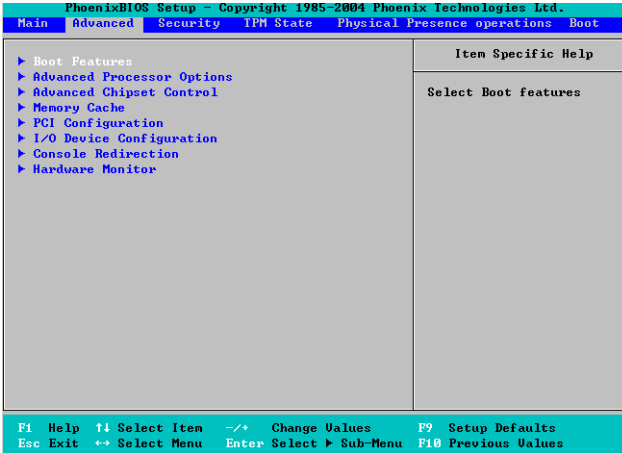 PhoenixBIOS Setup - Copyright 1985-2004 Phoenix Technologies Ltd.
Main Advanced Security TPM State Physical Presence operations Boot
Item Specific Help
▶ Boot Features
▶ Advanced Processor Options
▶ Advanced Chipset Control
▶ Memory Cache
▶ PCI Configuration
▶ I/O Device Configuration
▶ Console Redirection
▶ Hardware Monitor
Select Boot features
F1 Help ↑↓ Select Item -/+ Change Values F9 Setup Defaults
Esc Exit ↔ Select Menu Enter Select ▶ Sub-Menu F10 Previous Values